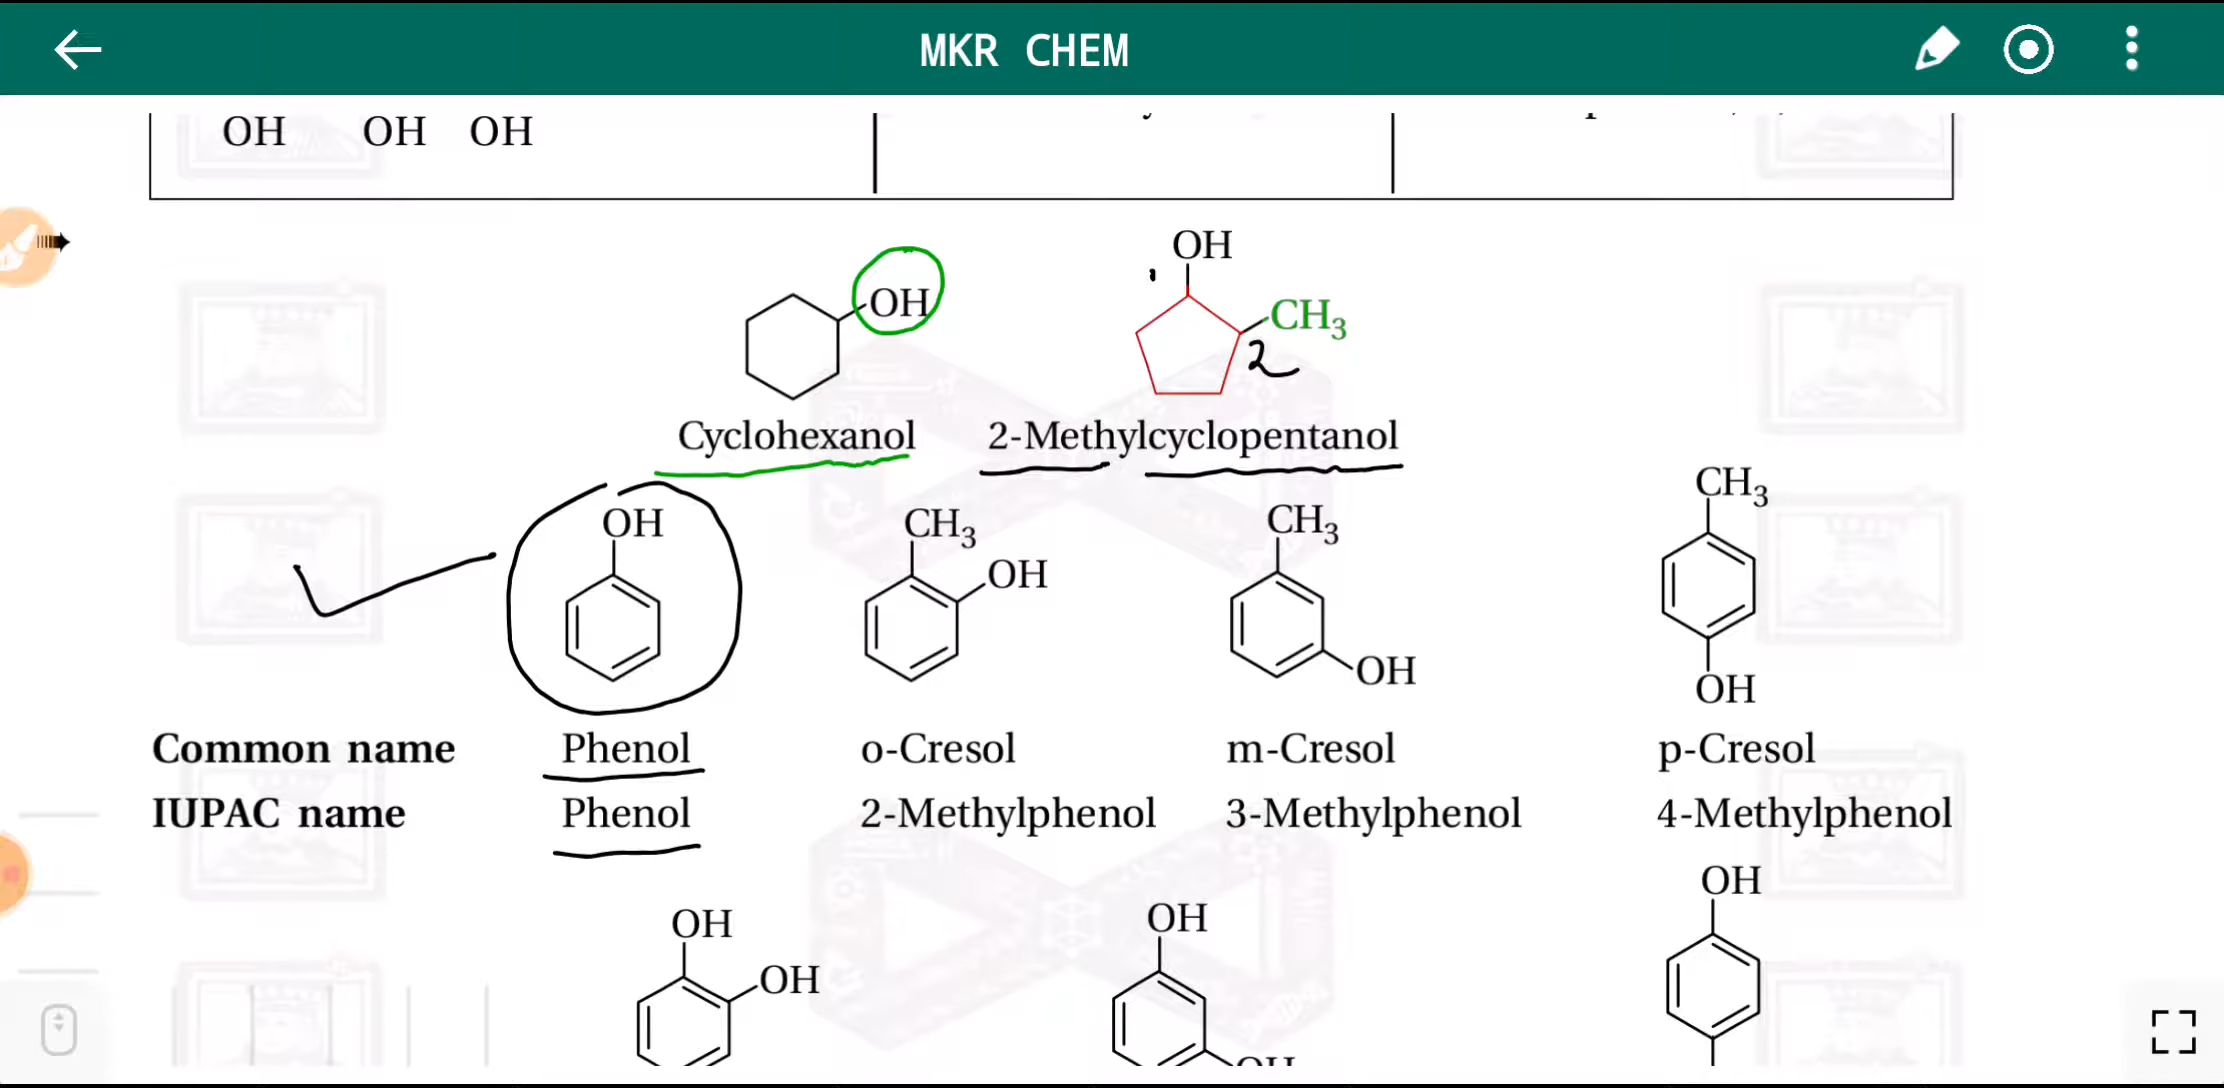 MKR CHEM
OH OH OH
OH
OH
1
CH₃
2
Cyclohexanol 2-Methylcyclopentanol
OH CH₃ CH₃ CH₃
OH
OH
OH
Common name Phenol o-Cresol m-Cresol p-Cresol
IUPAC name Phenol 2-Methylphenol 3-Methylphenol 4-Methylphenol
OH OH OH
OH
OH